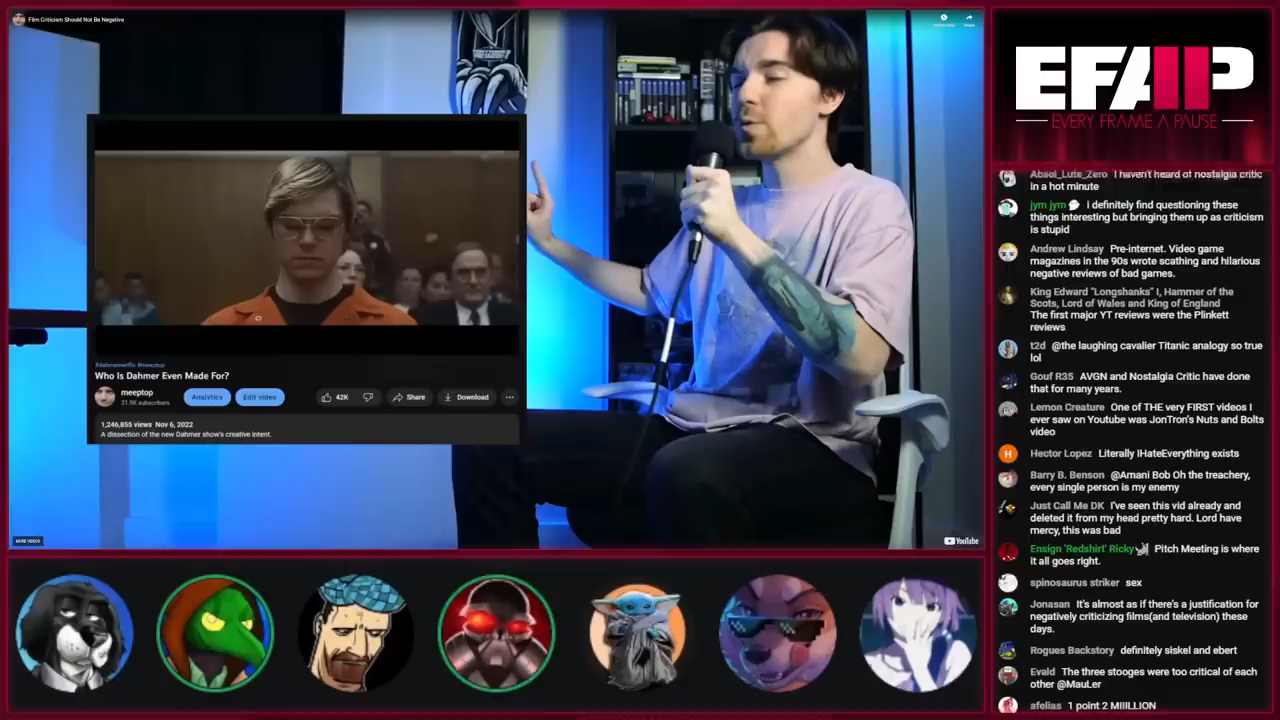 Film Criticism Should Not Be Negative
#dahmernetflix #meeptop
Who Is Dahmer Even Made For?
meeptop
21.9K subscribers
Analytics
Edit video
42K
Share
Download
1,246,855 views Nov 6, 2022
A dissection of the new Dahmer show's creative intent.
MORE VIDEOS
YouTube
EFAP
EVERY FRAME A PAUSE
Absol_Lute_Zero I haven't heard of nostalgia critic
in a hot minute
jym jym i definitely find questioning these
things interesting but bringing them up as criticism
is stupid
Andrew Lindsay Pre-internet. Video game
magazines in the 90s wrote scathing and hilarious
negative reviews of bad games.
King Edward "Longshanks" I, Hammer of the
Scots, Lord of Wales and King of England
The first major YT reviews were the Plinkett
reviews
t2d @the laughing cavalier Titanic analogy so true
lol
Gouf R35 AVGN and Nostalgia Critic have done
that for many years.
Lemon Creature One of THE very FIRST videos I
ever saw on Youtube was JonTron's Nuts and Bolts
video
H Hector Lopez Literally IHateEverything exists
Barry B. Benson @Amani Bob Oh the treachery,
every single person is my enemy
Just Call Me DK I've seen this vid already and
deleted it from my head pretty hard. Lord have
mercy, this was bad
Ensign 'Redshirt' Ricky Pitch Meeting is where
it all goes right.
spinosaurus striker sex
Jonasan It's almost as if there's a justification for
negatively criticizing films(and television) these
days.
Rogues Backstory definitely siskel and ebert
Evald The three stooges were too critical of each
other @MauLer
afelias 1 point 2 MIIILLION